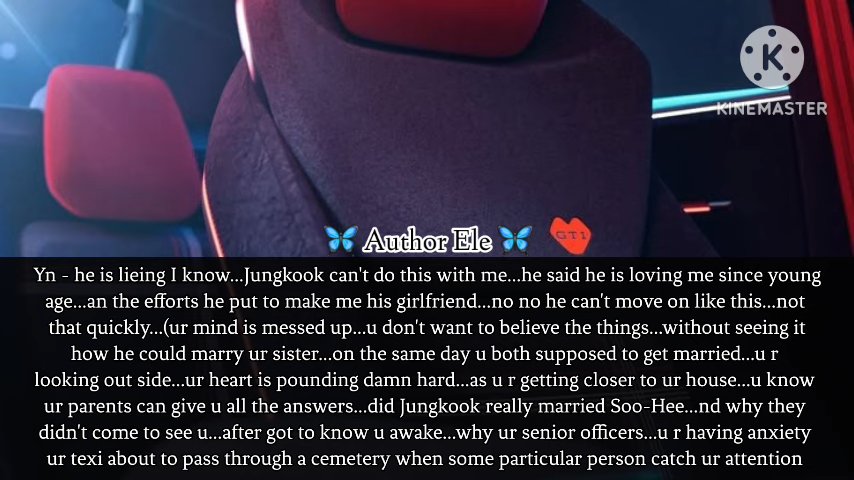 KINEMASTER
🦋 Author Ele 🦋
GTI
Yn - he is lieing I know...Jungkook can't do this with me...he said he is loving me since young
age...an the efforts he put to make me his girlfriend...no no he can't move on like this...not
that quickly...(ur mind is messed up...u don't want to believe the things...without seeing it
how he could marry ur sister...on the same day u both supposed to get married...u r
looking out side...ur heart is pounding damn hard...as u r getting closer to ur house...u know
ur parents can give u all the answers...did Jungkook really married Soo-Hee...nd why they
didn't come to see u...after got to know u awake...why ur senior officers...u r having anxiety
ur texi about to pass through a cemetery when some particular person catch ur attention